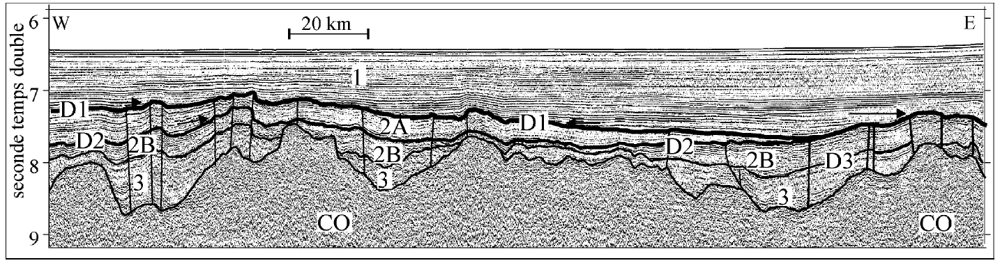 6 W 20 km E
seconde temps double
1
7
D1
2A D1
D2 2B D2
2B 2B D3
8
3 3 3
CO CO
9